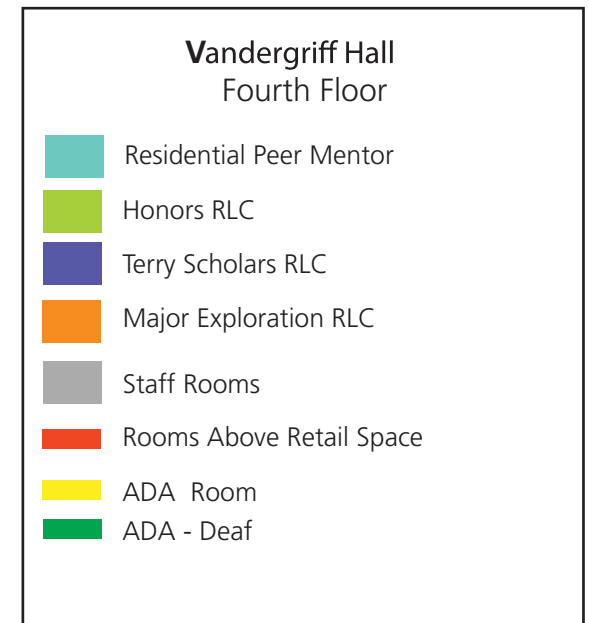 Vandergriff Hall
Fourth Floor
Residential Peer Mentor
Honors RLC
Terry Scholars RLC
Major Exploration RLC
Staff Rooms
Rooms Above Retail Space
ADA Room
ADA - Deaf